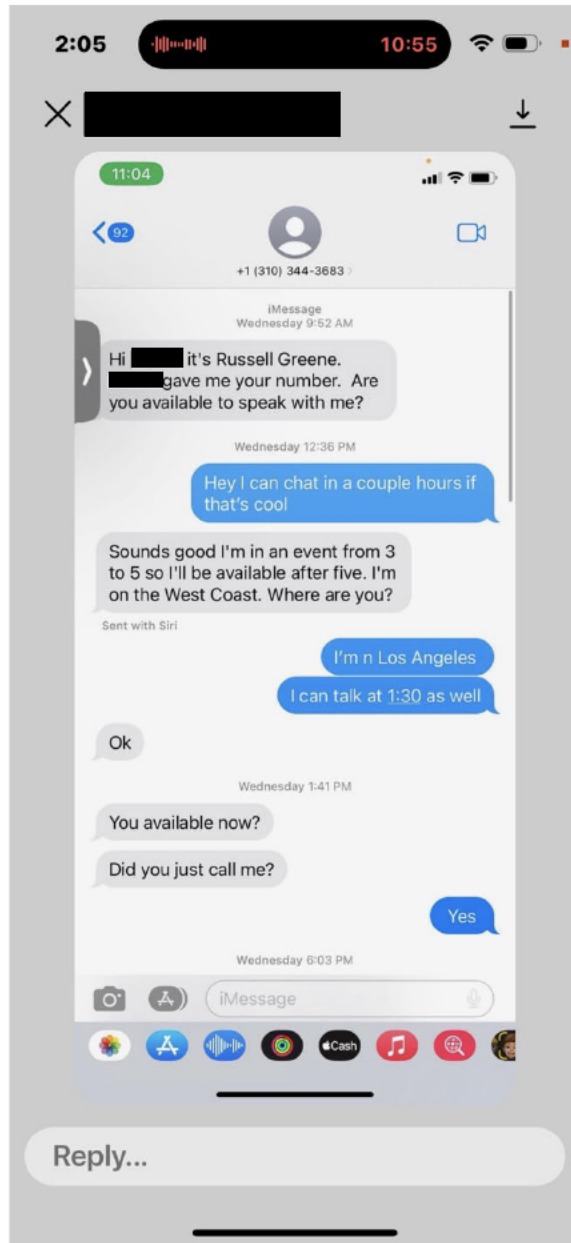 2:05
10:55
11:04
92
+1 (310) 344-3683
iMessage
Wednesday 9:52 AM
Hi it's Russell Greene.
gave me your number. Are
you available to speak with me?
Wednesday 12:36 PM
Hey I can chat in a couple hours if
that's cool
Sounds good I'm in an event from 3
to 5 so I'll be available after five. I'm
on the West Coast. Where are you?
Sent with Siri
I'm n Los Angeles
I can talk at 1:30 as well
Ok
Wednesday 1:41 PM
You available now?
Did you just call me?
Yes
Wednesday 6:03 PM
iMessage
Cash
Reply...